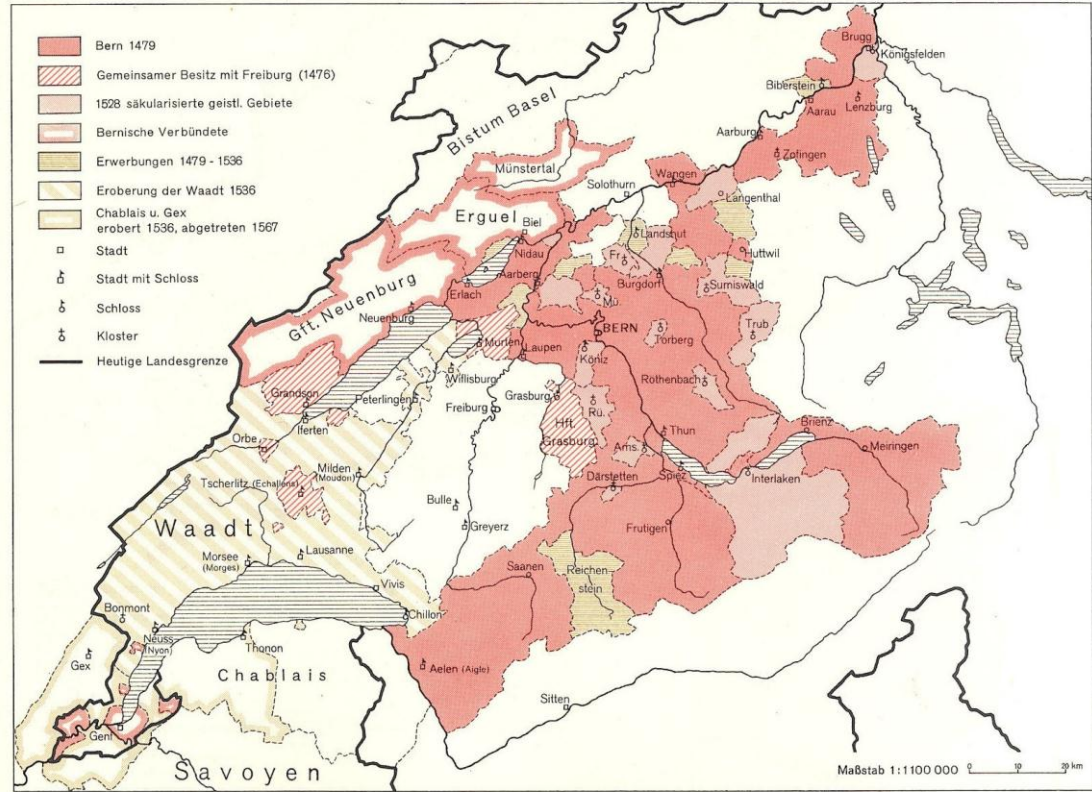 Bern 1479
Gemeinsamer Besitz mit Freiburg (1476)
1528 säkularisierte geistl. Gebiete
Bernische Verbündete
Erwerbungen 1479 - 1536
Eroberung der Waadt 1536
Chablais u. Gex
erobert 1536, abgetreten 1567
Stadt
Stadt mit Schloss
Schloss
Kloster
Heutige Landesgrenze
Brugg
Königsfelden
Biberstein
Aarau
Lenzburg
Aarburg
Zofingen
Bistum Basel
Münstertal
Solothurn
Wangen
Langenthal
Erguel
Biel
Landshut
Nidau
Fr.
Huttwil
Aarberg
Burgdorf
Sumiswald
Erlach
Mü.
Gft. Neuenburg
Neuenburg
BERN
Torberg
Trub
Murten
Laupen
Köniz
Wiflisburg
Röthenbach
Grandson
Peterlingen
Grasburg
Freiburg
Rü.
Iferten
Hft.
Grasburg
Thun
Brienz
Orbe
Ams.
Meiringen
Milden
(Moudon)
Därstetten
Spiez
Interlaken
Tscherlitz (Echallens)
Bulle
Greyerz
Frutigen
Waadt
Morsee
(Morges)
Lausanne
Saanen
Reichen-
stein
Vivis
Bonmont
Chillon
Neuss
(Nyon)
Thonon
Gex
Chablais
Aelen (Aigle)
Sitten
Genf
Savoyen
Maßstab 1:1100 000
0 10 20 km